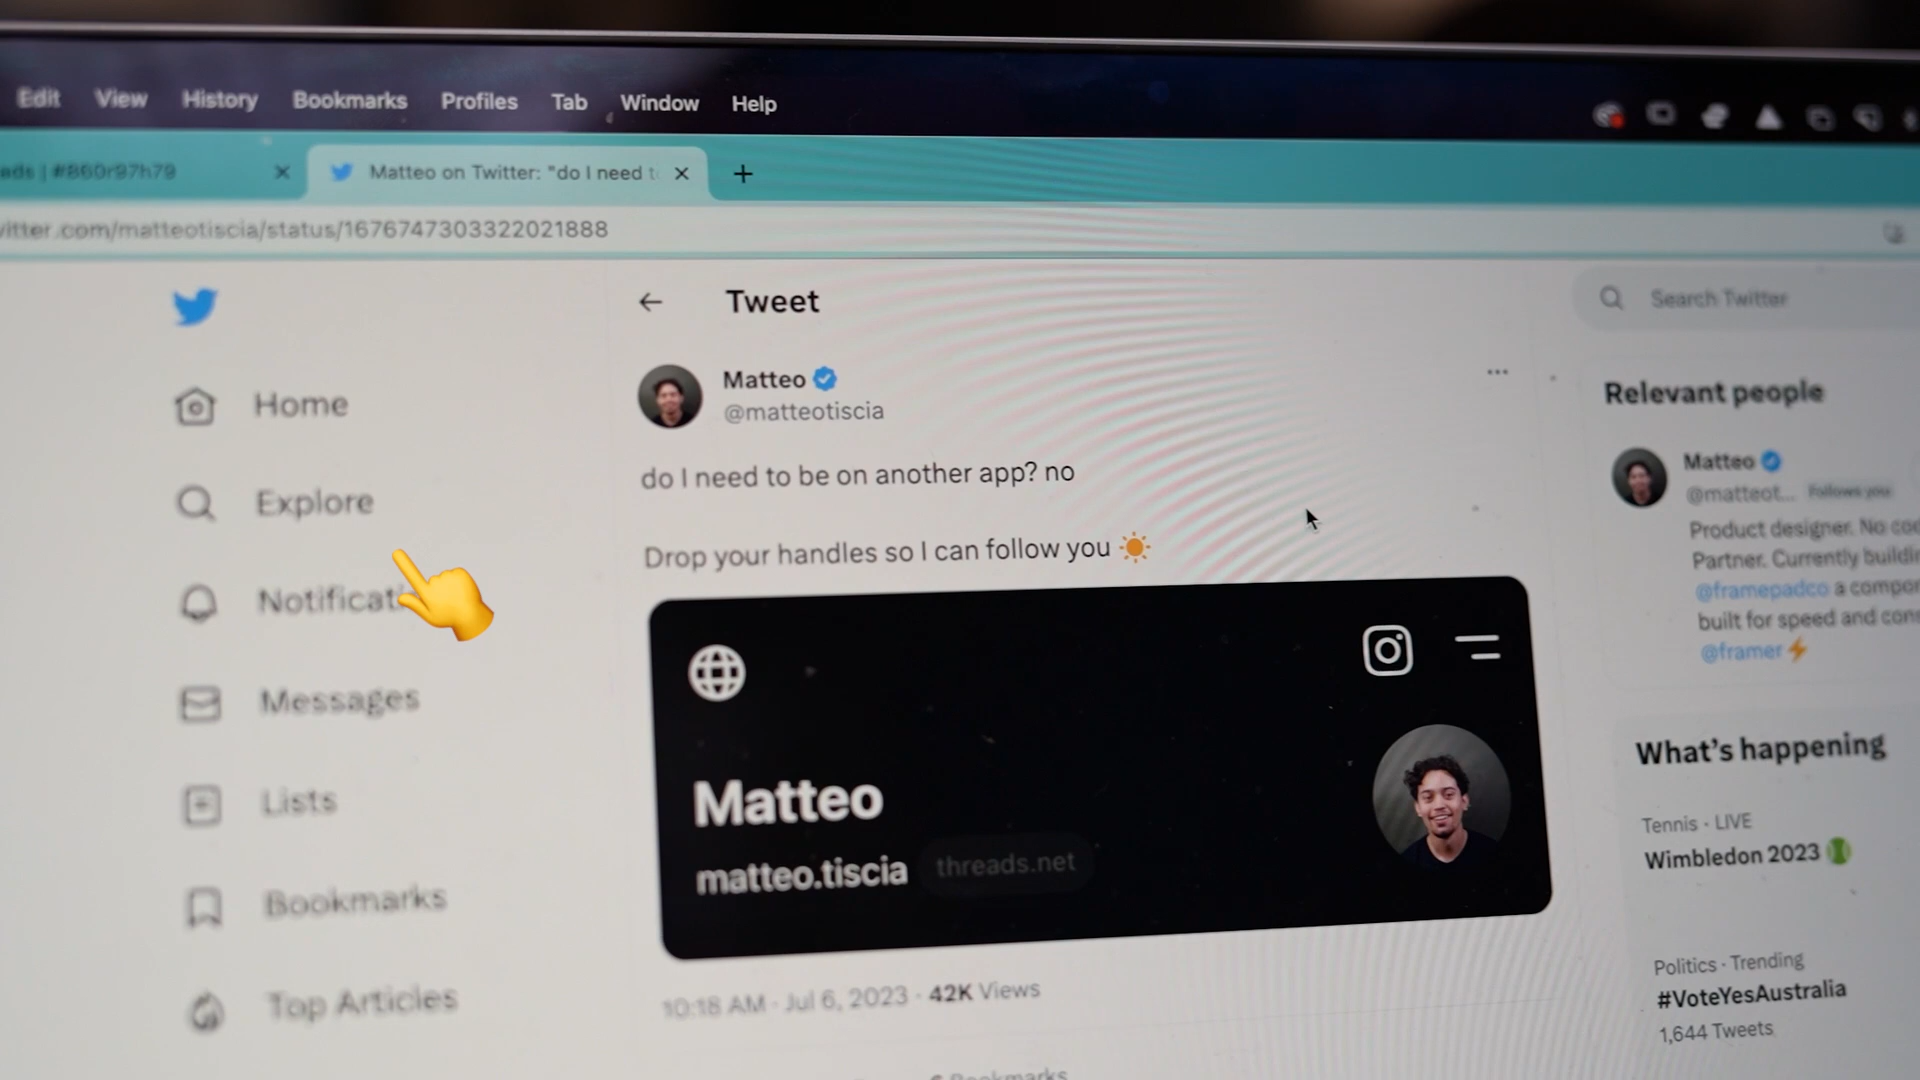 Edit View History Bookmarks Profiles Tab Window Help
ads | #860r97h79
Matteo on Twitter: "do I need t
itter.com/matteotiscia/status/1676747303322021888
Tweet
Search Twitter
Home
Explore
Notificat
Messages
Lists
Bookmarks
Top Articles
Matteo
@matteotiscia
do I need to be on another app? no
Drop your handles so I can follow you ☀️
Matteo
matteo.tiscia threads.net
10:18 AM · Jul 6, 2023 · 42K Views
Bookmarks
Relevant people
Matteo
@matteot... Follows you
Product designer. No co
Partner. Currently buildi
@framepadco a compo
built for speed and con
@framer⚡
What's happening
Tennis · LIVE
Wimbledon 2023 🎾
Politics · Trending
#VoteYesAustralia
1,644 Tweets